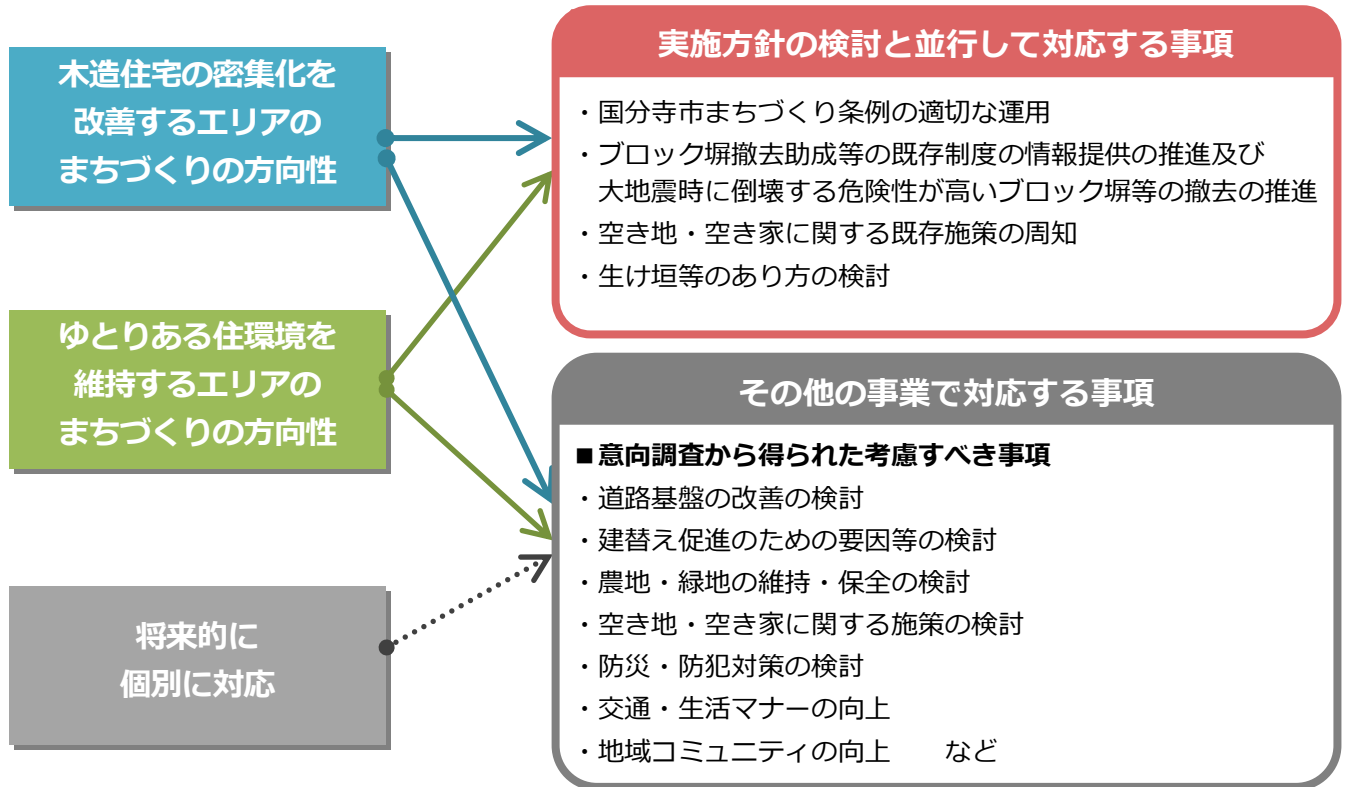 木造住宅の密集化を
改善するエリアの
まちづくりの方向性
ゆとりある住環境を
維持するエリアの
まちづくりの方向性
将来的に
個別に対応
実施方針の検討と並行して対応する事項
・国分寺市まちづくり条例の適切な運用
・ブロック塀撤去助成等の既存制度の情報提供の推進及び
大地震時に倒壊する危険性が高いブロック塀等の撤去の推進
・空き地・空き家に関する既存施策の周知
・生け垣等のあり方の検討
その他の事業で対応する事項
■意向調査から得られた考慮すべき事項
・道路基盤の改善の検討
・建替え促進のための要因等の検討
・農地・緑地の維持・保全の検討
・空き地・空き家に関する施策の検討
・防災・防犯対策の検討
・交通・生活マナーの向上
・地域コミュニティの向上　　など